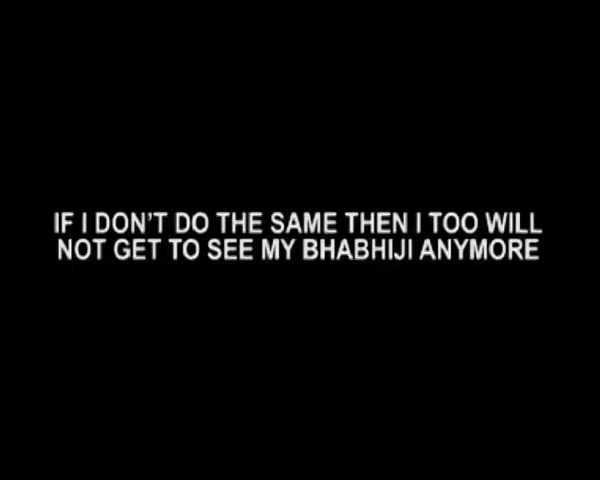 IF I DON'T DO THE SAME THEN I TOO WILL
NOT GET TO SEE MY BHABHIJI ANYMORE